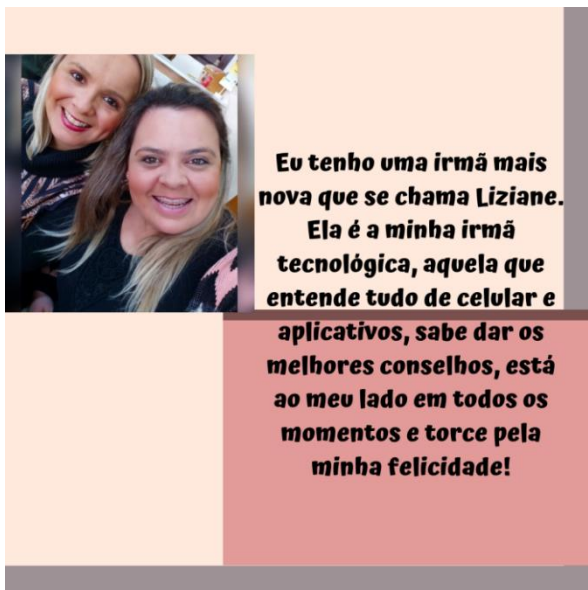 Eu tenho uma irmã mais
nova que se chama Liziane.
Ela é a minha irmã
tecnológica, aquela que
entende tudo de celular e
aplicativos, sabe dar os
melhores conselhos, está
ao meu lado em todos os
momentos e torce pela
minha felicidade!